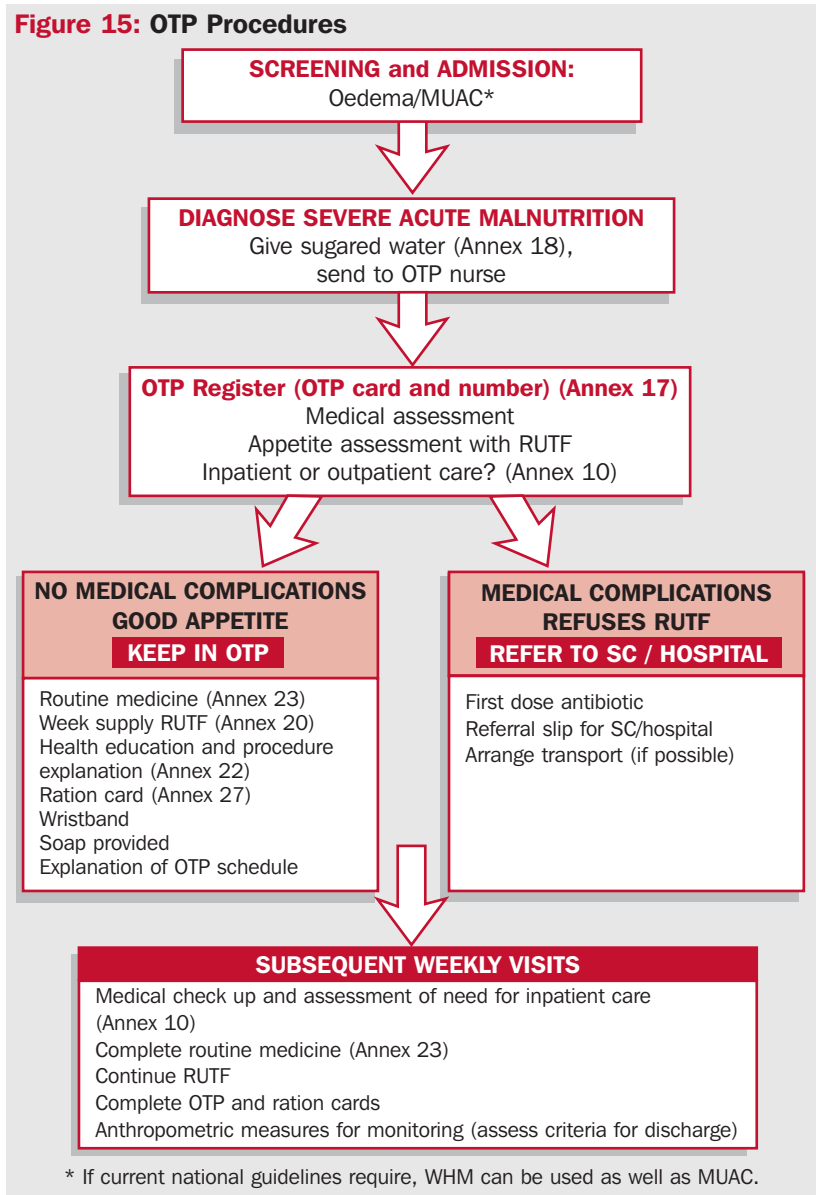 Figure 15: OTP Procedures
SCREENING and ADMISSION:
Oedema/MUAC*
DIAGNOSE SEVERE ACUTE MALNUTRITION
Give sugared water (Annex 18),
send to OTP nurse
OTP Register (OTP card and number) (Annex 17)
Medical assessment
Appetite assessment with RUTF
Inpatient or outpatient care? (Annex 10)
NO MEDICAL COMPLICATIONS
GOOD APPETITE
KEEP IN OTP
Routine medicine (Annex 23)
Week supply RUTF (Annex 20)
Health education and procedure
explanation (Annex 22)
Ration card (Annex 27)
Wristband
Soap provided
Explanation of OTP schedule
MEDICAL COMPLICATIONS
REFUSES RUTF
REFER TO SC / HOSPITAL
First dose antibiotic
Referral slip for SC/hospital
Arrange transport (if possible)
SUBSEQUENT WEEKLY VISITS
Medical check up and assessment of need for inpatient care
(Annex 10)
Complete routine medicine (Annex 23)
Continue RUTF
Complete OTP and ration cards
Anthropometric measures for monitoring (assess criteria for discharge)
* If current national guidelines require, WHM can be used as well as MUAC.